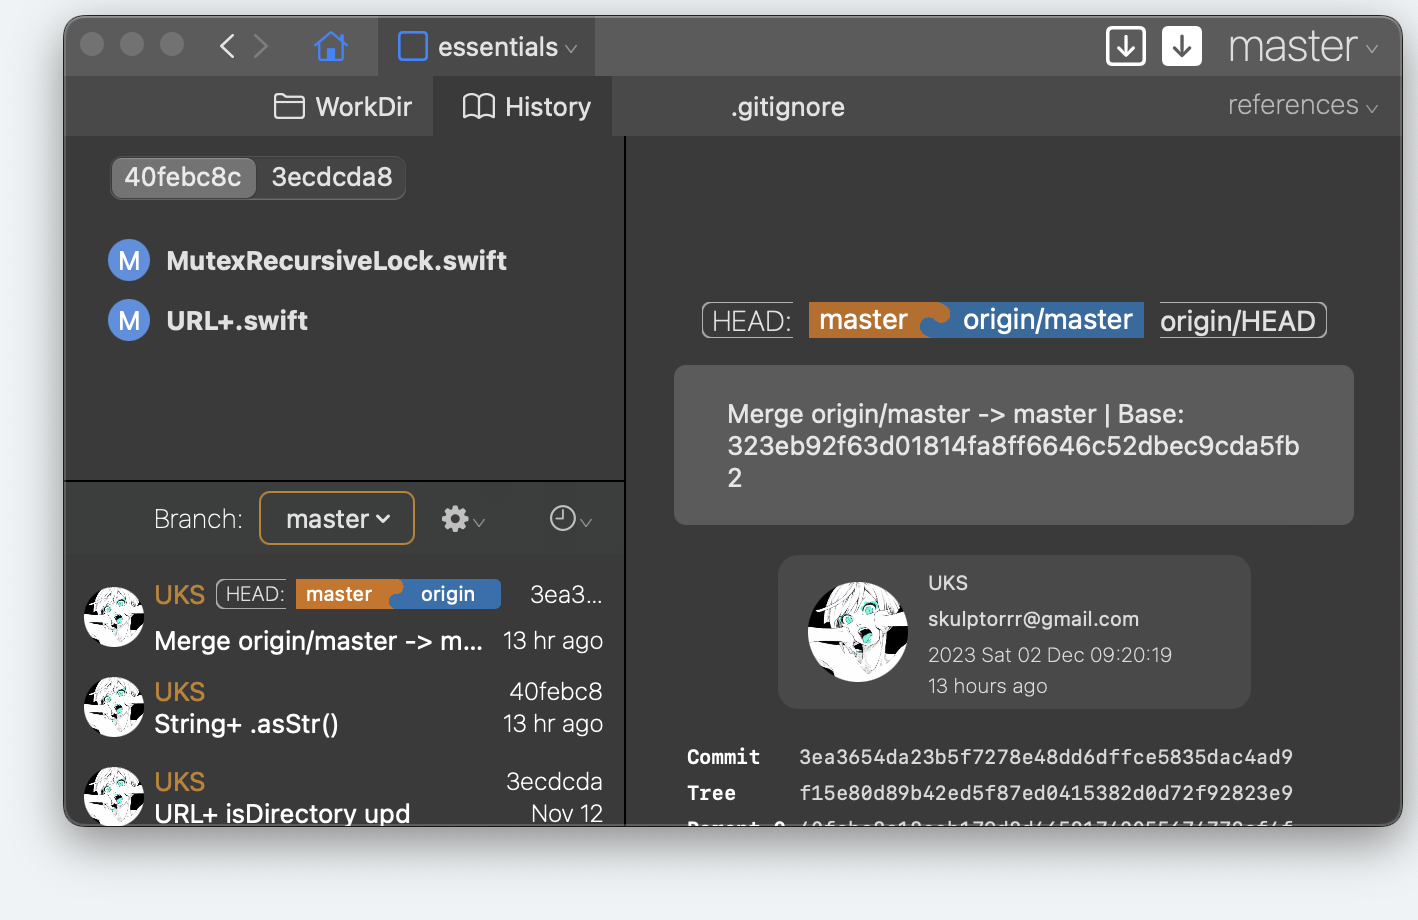 essentials
master
WorkDir
History
.gitignore
references
40febc8c 3ecdcda8
M MutexRecursiveLock.swift
M URL+.swift
Branch: master
UKS HEAD: master origin 3ea3...
Merge origin/master -> m... 13 hr ago
UKS 40febc8
String+ .asStr() 13 hr ago
UKS 3ecdcda
URL+ isDirectory upd Nov 12
HEAD: master origin/master origin/HEAD
Merge origin/master -> master | Base:
323eb92f63d01814fa8ff6646c52dbec9cda5fb
2
UKS
skulptorrr@gmail.com
2023 Sat 02 Dec 09:20:19
13 hours ago
Commit 3ea3654da23b5f7278e48dd6dffce5835dac4ad9
Tree f15e80d89b42ed5f87ed0415382d0d72f92823e9